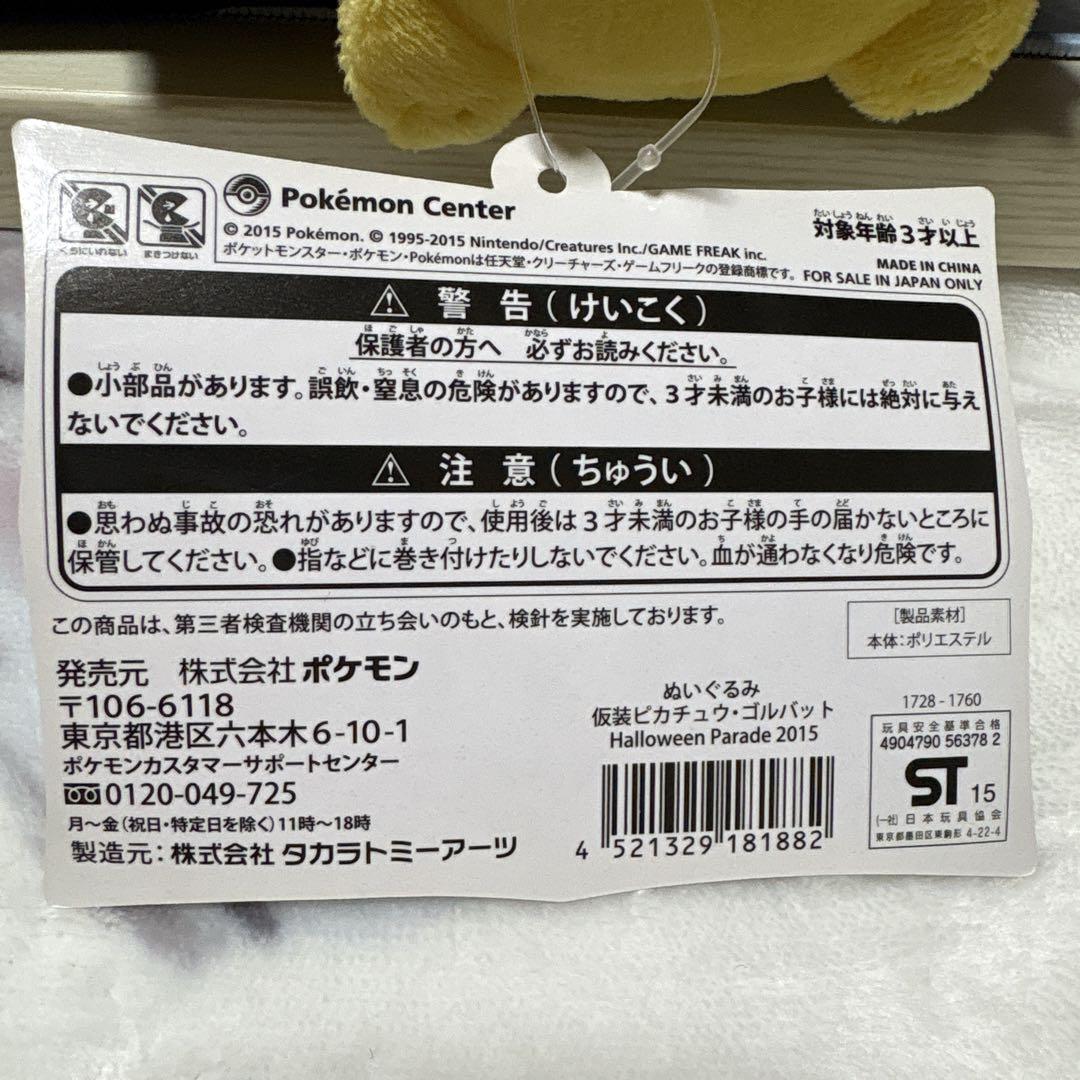 くちにいれない
まきつけない
Pokémon Center
© 2015 Pokémon. © 1995-2015 Nintendo/Creatures Inc./GAME FREAK inc.
ポケットモンスター・ポケモン・Pokémonは任天堂・クリーチャーズ・ゲームフリークの登録商標です。
たいしょうねんれい さいいじょう
対象年齢3才以上
MADE IN CHINA
FOR SALE IN JAPAN ONLY
⚠ 警告(けいこく)
ほごしゃ かた かなら よ
保護者の方へ 必ずお読みください。
しょうぶひん ごいん ちっそく きけん さいみまん こさま ぜったい あた
●小部品があります。誤飲・窒息の危険がありますので、3才未満のお子様には絶対に与え
ないでください。
⚠ 注意(ちゅうい)
おも じこ おそ しようご さいみまん こさま て とど
●思わぬ事故の恐れがありますので、使用後は3才未満のお子様の手の届かないところに
ほかん ゆび ま つ ち かよ きけん
保管してください。●指などに巻き付けたりしないでください。血が通わなくなり危険です。
この商品は、第三者検査機関の立ち会いのもと、検針を実施しております。
[製品素材]
本体:ポリエステル
発売元 株式会社 ポケモン
〒106-6118
東京都港区六本木6-10-1
ポケモンカスタマーサポートセンター
0120-049-725
月〜金(祝日・特定日を除く)11時〜18時
製造元:株式会社 タカラトミーアーツ
ぬいぐるみ
仮装ピカチュウ・ゴルバット
Halloween Parade 2015
4 521329 181882
1728-1760
玩具安全基準合格
4904790 56378 2
ST 15
(一社)日本玩具協会
東京都墨田区東駒形 4-22-4